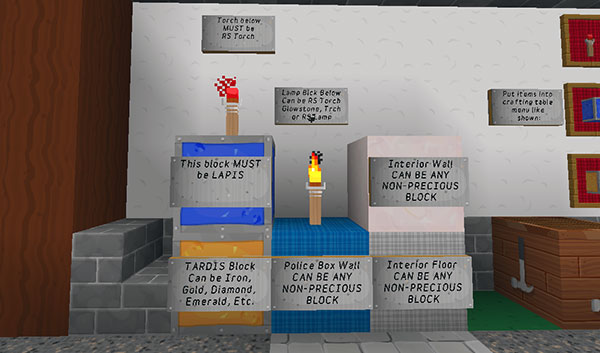 Torch below
MUST be
RS Torch
Lamp Blck Below
Can be RS Torch
Glowstone, Trch
or RS Lamp
Put items into
crafting table
menu like
shown:
This block MUST
be LAPIS
Interior Wall
CAN BE ANY
NON-PRECIOUS
BLOCK
TARDIS Block
Can be Iron,
Gold, Diamond,
Emerald, Etc.
Police Box Wall
CAN BE ANY
NON-PRECIOUS
BLOCK
Interior Floor
CAN BE ANY
NON-PRECIOUS
BLOCK